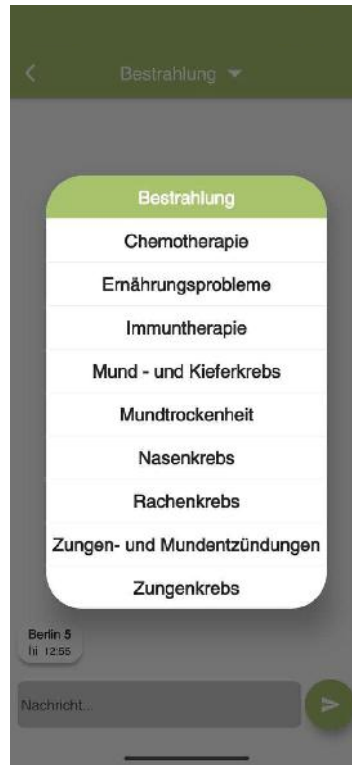 Bestrahlung
Bestrahlung
Chemotherapie
Ernährungsprobleme
Immuntherapie
Mund - und Kieferkrebs
Mundtrockenheit
Nasenkrebs
Rachenkrebs
Zungen- und Mundentzündungen
Zungenkrebs
Berlin 5
hi 12:55
Nachricht...